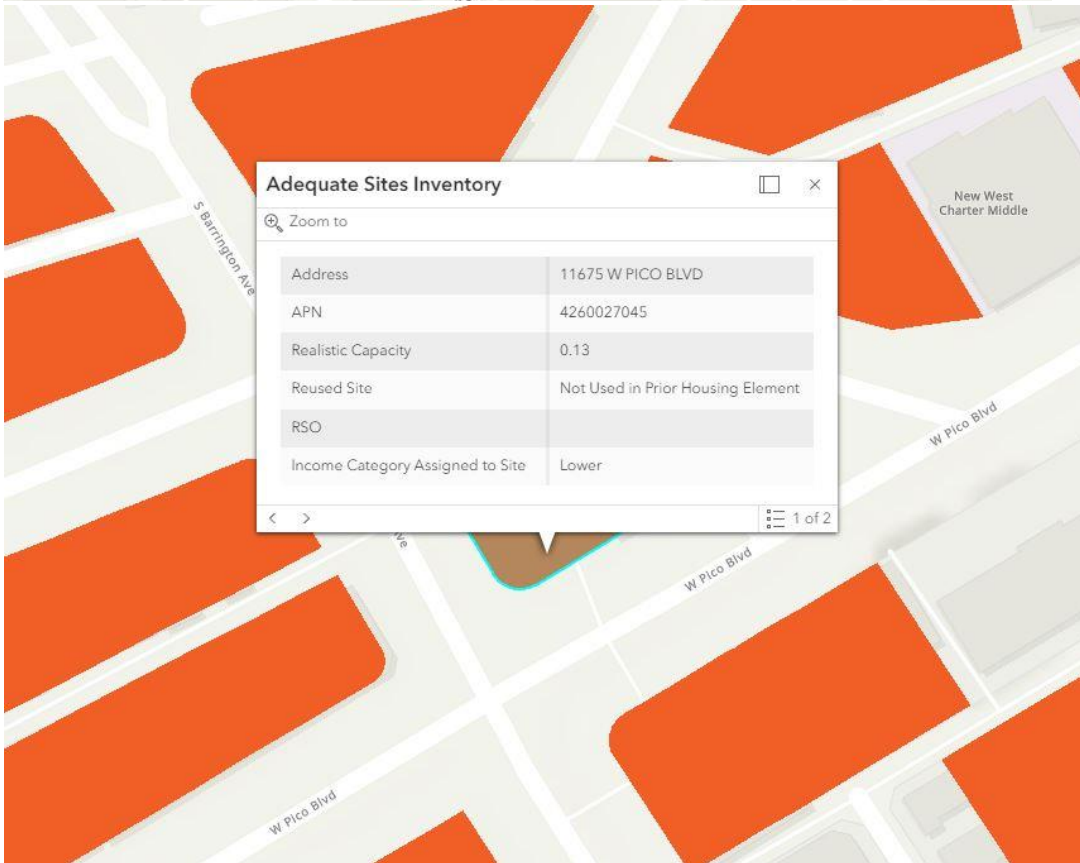 Adequate Sites Inventory
Zoom to
Address 11675 W PICO BLVD
APN 4260027045
Realistic Capacity 0.13
Reused Site Not Used in Prior Housing Element
RSO
Income Category Assigned to Site Lower
1 of 2
New West
Charter Middle
S Barrington Ave
W Pico Blvd
ve
W Pico Blvd
W Pico Blvd